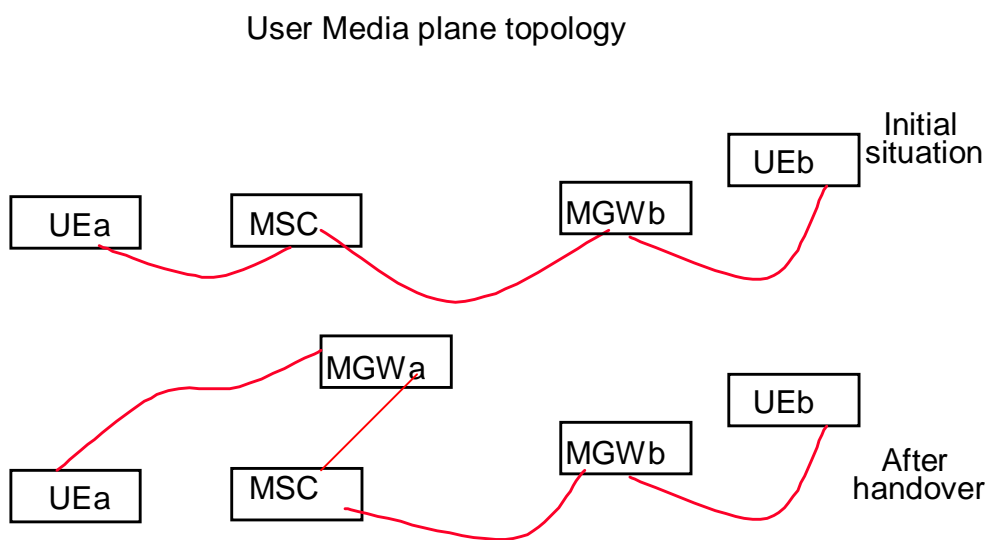 User Media plane topology
Initial
situation
UEb
UEa
MSC
MGWb
MGWa
UEb
MGWb
UEa
MSC
After
handover